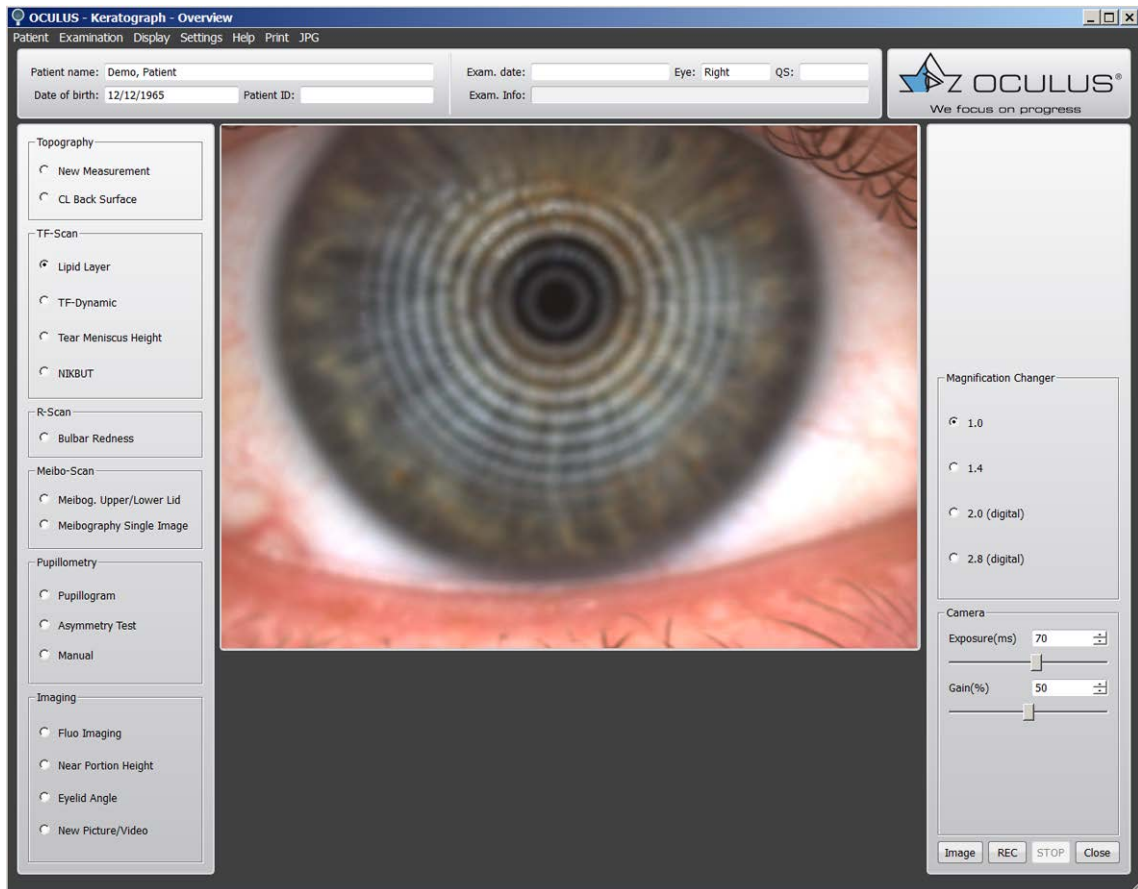 OCULUS - Keratograph - Overview
Patient Examination Display Settings Help Print JPG
Patient name: Demo, Patient
Date of birth: 12/12/1965 Patient ID:
Exam. date: Eye: Right QS:
Exam. Info:
OCULUS®
We focus on progress
Topography
New Measurement
CL Back Surface
TF-Scan
Lipid Layer
TF-Dynamic
Tear Meniscus Height
NIKBUT
R-Scan
Bulbar Redness
Meibo-Scan
Meibog. Upper/Lower Lid
Meibography Single Image
Pupillometry
Pupillogram
Asymmetry Test
Manual
Imaging
Fluo Imaging
Near Portion Height
Eyelid Angle
New Picture/Video
Magnification Changer
1.0
1.4
2.0 (digital)
2.8 (digital)
Camera
Exposure(ms) 70
Gain(%) 50
Image REC STOP Close